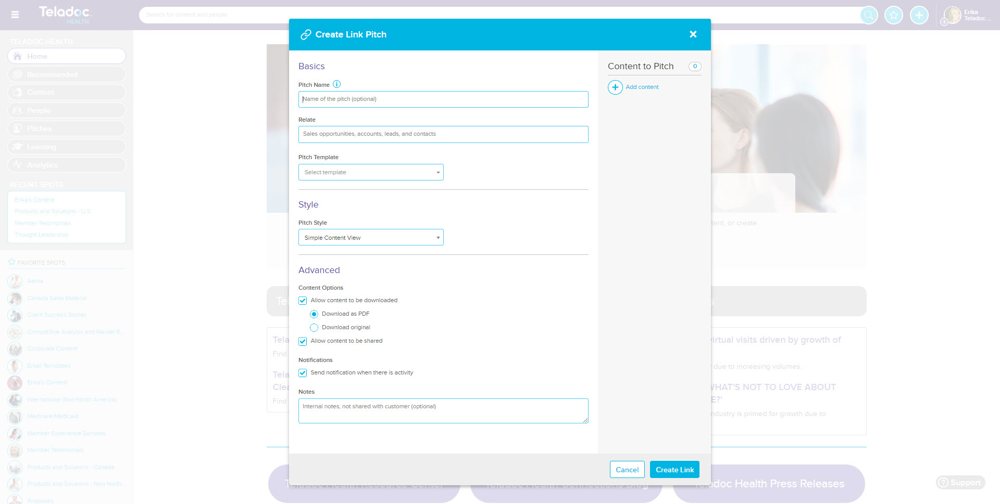 Teladoc
HEALTH
Search for content and people
Erika
Teladoc ...
1
TELADOC HEALTH
Home
Recommended
Content
People
Pitches
Learning
Analytics
RECENT SPOTS
Erika's Content
Products and Solutions - U.S.
Member Testimonials
Thought Leadership
FAVORITE SPOTS
Aetna
Canada Sales Material
Client Success Stories
Competitive Analysis and Market R...
Corporate Content
Email Templates
Erika's Content
International (Non-North America)
Medicare/Medicaid
Member Experience Samples
Member Testimonials
Products and Solutions - Canada
Products and Solutions - Non North...
Proposals
Create Link Pitch
Basics
Pitch Name
Name of the pitch (optional)
Relate
Sales opportunities, accounts, leads, and contacts
Pitch Template
Select template
Style
Pitch Style
Simple Content View
Advanced
Content Options
Allow content to be downloaded
Download as PDF
Download original
Allow content to be shared
Notifications
Send notification when there is activity
Notes
Internal notes, not shared with customer (optional)
Content to Pitch 0
Add content
Cancel
Create Link
tent, or create
Te
s
Tela
Find
Tela
Clea
Find
virtual visits driven by growth of
due to increasing volumes.
WHAT'S NOT TO LOVE ABOUT
E?'
ndustry is primed for growth due to
Teladoc Health Resource Center
Teladoc Health Connections Blog
Teladoc Health Press Releases
Support